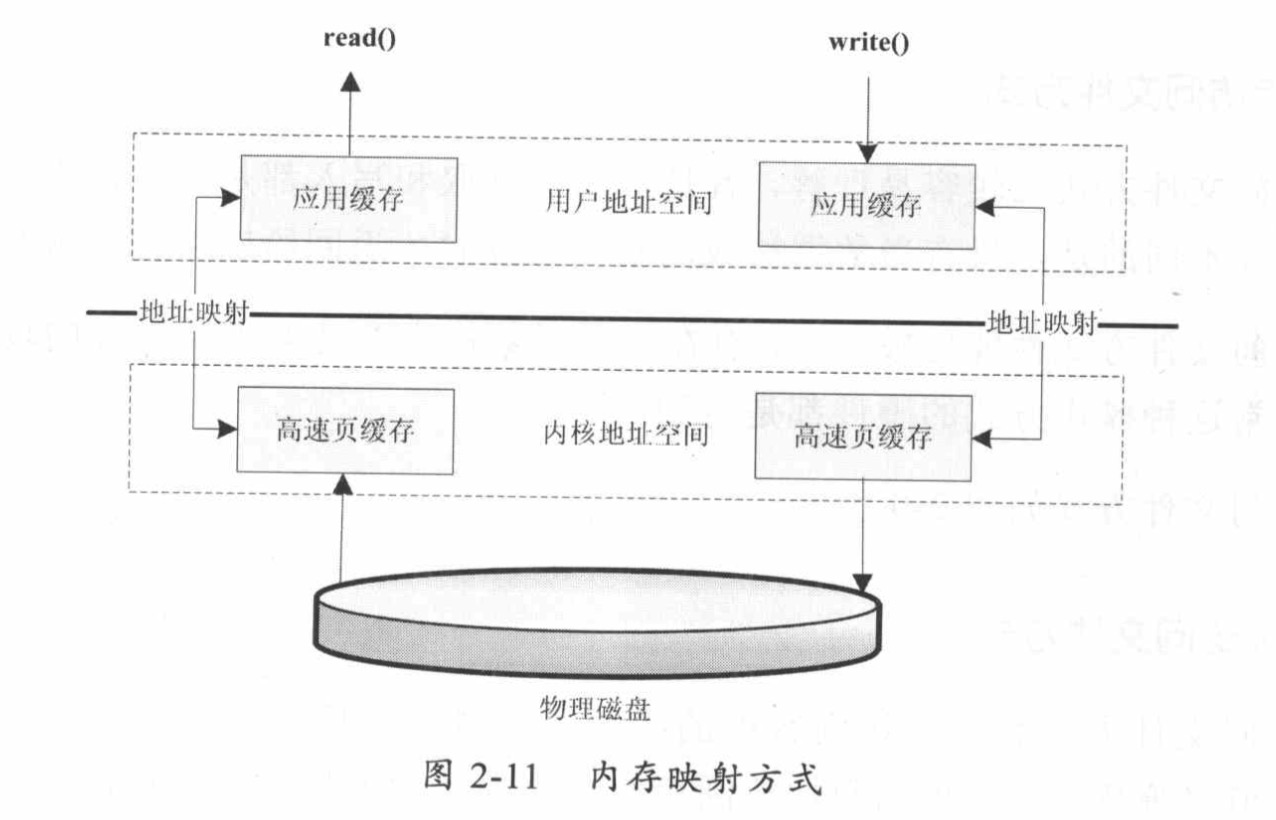 read() write()
应用缓存 用户地址空间 应用缓存
地址映射 地址映射
高速页缓存 内核地址空间 高速页缓存
物理磁盘
图 2-11 内存映射方式